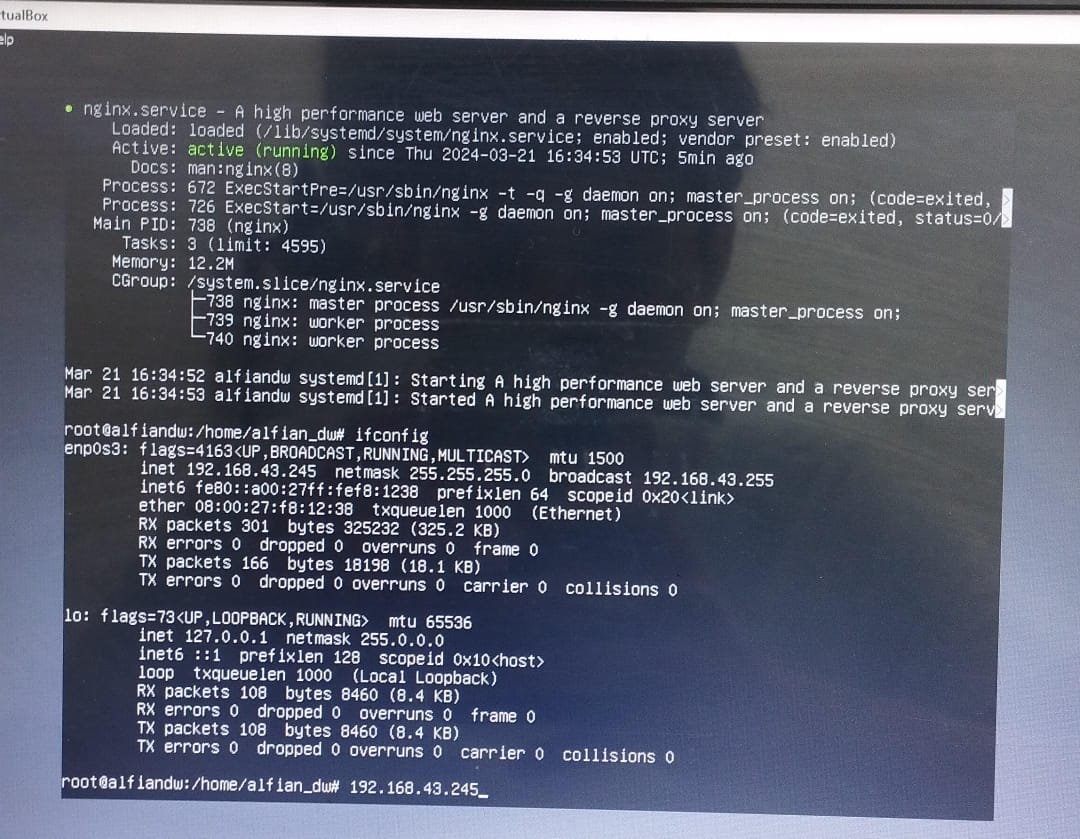 tualBox
elp
● nginx.service - A high performance web server and a reverse proxy server
Loaded: loaded (/lib/systemd/system/nginx.service; enabled; vendor preset: enabled)
Active: active (running) since Thu 2024-03-21 16:34:53 UTC; 5min ago
Docs: man:nginx(8)
Process: 672 ExecStartPre=/usr/sbin/nginx -t -q -g daemon on; master_process on; (code=exited, >
Process: 726 ExecStart=/usr/sbin/nginx -g daemon on; master_process on; (code=exited, status=0/>
Main PID: 738 (nginx)
Tasks: 3 (limit: 4595)
Memory: 12.2M
CGroup: /system.slice/nginx.service
├─738 nginx: master process /usr/sbin/nginx -g daemon on; master_process on;
├─739 nginx: worker process
└─740 nginx: worker process
Mar 21 16:34:52 alfiandw systemd[1]: Starting A high performance web server and a reverse proxy ser>
Mar 21 16:34:53 alfiandw systemd[1]: Started A high performance web server and a reverse proxy serv>
root@alfiandw:/home/alfian_dw# ifconfig
enp0s3: flags=4163<UP,BROADCAST,RUNNING,MULTICAST> mtu 1500
inet 192.168.43.245 netmask 255.255.255.0 broadcast 192.168.43.255
inet6 fe80::a00:27ff:fef8:1238 prefixlen 64 scopeid 0x20<link>
ether 08:00:27:f8:12:38 txqueuelen 1000 (Ethernet)
RX packets 301 bytes 325232 (325.2 KB)
RX errors 0 dropped 0 overruns 0 frame 0
TX packets 166 bytes 18198 (18.1 KB)
TX errors 0 dropped 0 overruns 0 carrier 0 collisions 0
lo: flags=73<UP,LOOPBACK,RUNNING> mtu 65536
inet 127.0.0.1 netmask 255.0.0.0
inet6 ::1 prefixlen 128 scopeid 0x10<host>
loop txqueuelen 1000 (Local Loopback)
RX packets 108 bytes 8460 (8.4 KB)
RX errors 0 dropped 0 overruns 0 frame 0
TX packets 108 bytes 8460 (8.4 KB)
TX errors 0 dropped 0 overruns 0 carrier 0 collisions 0
root@alfiandw:/home/alfian_dw# 192.168.43.245_